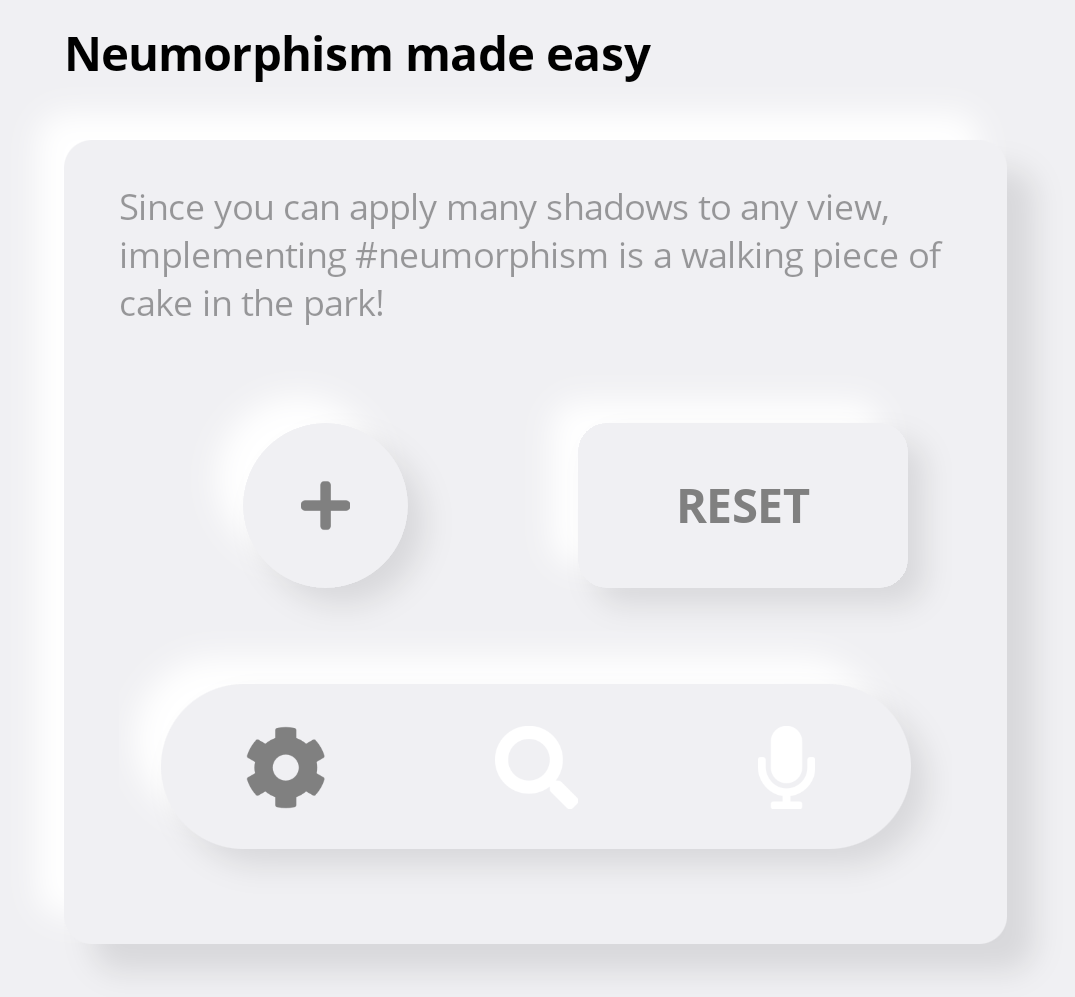 Neumorphism made easy
Since you can apply many shadows to any view,
implementing #neumorphism is a walking piece of
cake in the park!
RESET